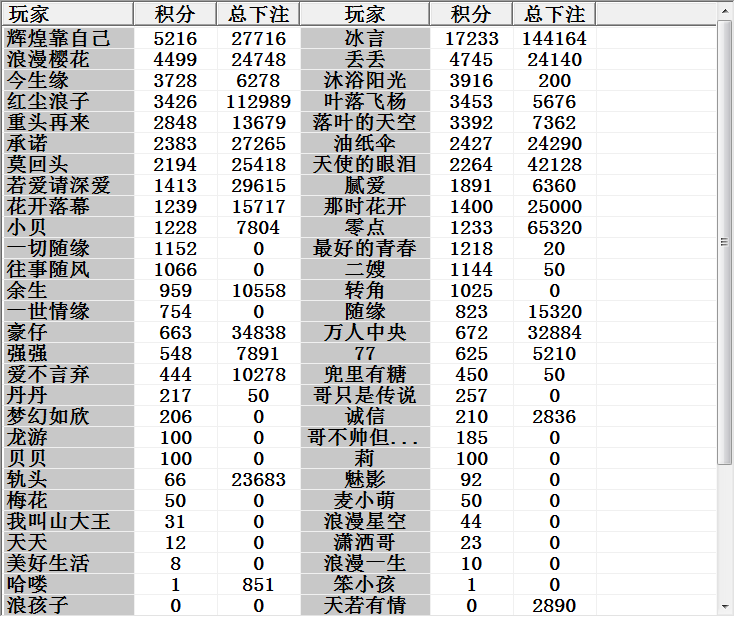 玩家 积分 总下注 玩家 积分 总下注
辉煌靠自己 5216 27716 冰言 17233 144164
浪漫樱花 4499 24748 丢丢 4745 24140
今生缘 3728 6278 沐浴阳光 3916 200
红尘浪子 3426 112989 叶落飞杨 3453 5676
重头再来 2848 13679 落叶的天空 3392 7362
承诺 2383 27265 油纸伞 2427 24290
莫回头 2194 25418 天使的眼泪 2264 42128
若爱请深爱 1413 29615 腻爱 1891 6360
花开落幕 1239 15717 那时花开 1400 25000
小贝 1228 7804 零点 1233 65320
一切随缘 1152 0 最好的青春 1218 20
往事随风 1066 0 二嫂 1144 50
余生 959 10558 转角 1025 0
一世情缘 754 0 随缘 823 15320
豪仔 663 34838 万人中央 672 32884
强强 548 7891 77 625 5210
爱不言弃 444 10278 兜里有糖 450 50
丹丹 217 50 哥只是传说 257 0
梦幻如欣 206 0 诚信 210 2836
龙游 100 0 哥不帅但... 185 0
贝贝 100 0 莉 100 0
轨头 66 23683 魅影 92 0
梅花 50 0 麦小萌 50 0
我叫山大王 31 0 浪漫星空 44 0
天天 12 0 潇洒哥 23 0
美好生活 8 0 浪漫一生 10 0
哈喽 1 851 笨小孩 1 0
浪孩子 0 0 天若有情 0 2890